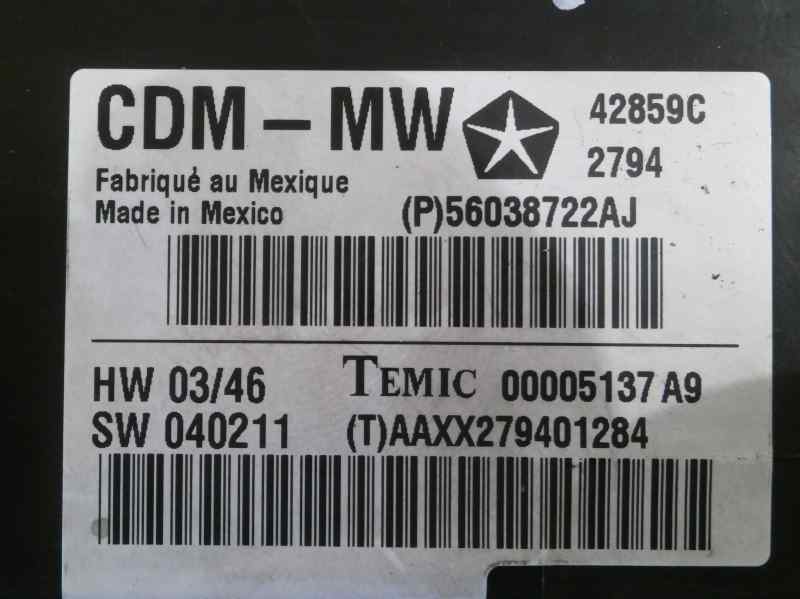 CDM - MW
42859C
2794
Fabriqué au Mexique
Made in Mexico
(P)56038722AJ
HW 03/46
TEMIC
00005137 A9
SW 040211
(T)AAXX279401284